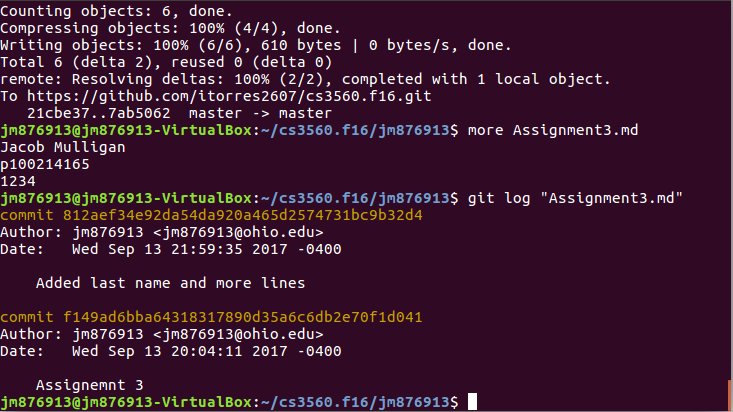 Counting objects: 6, done.
Compressing objects: 100% (4/4), done.
Writing objects: 100% (6/6), 610 bytes | 0 bytes/s, done.
Total 6 (delta 2), reused 0 (delta 0)
remote: Resolving deltas: 100% (2/2), completed with 1 local object.
To https://github.com/itorres2607/cs3560.f16.git
   21cbe37..7ab5062  master -> master
jm876913@jm876913-VirtualBox:~/cs3560.f16/jm876913$ more Assignment3.md
Jacob Mulligan
p100214165
1234
jm876913@jm876913-VirtualBox:~/cs3560.f16/jm876913$ git log "Assignment3.md"
commit 812aef34e92da54da920a465d2574731bc9b32d4
Author: jm876913 <jm876913@ohio.edu>
Date:   Wed Sep 13 21:59:35 2017 -0400
    Added last name and more lines
commit f149ad6bba64318317890d35a6c6db2e70f1d041
Author: jm876913 <jm876913@ohio.edu>
Date:   Wed Sep 13 20:04:11 2017 -0400
    Assignemnt 3
jm876913@jm876913-VirtualBox:~/cs3560.f16/jm876913$